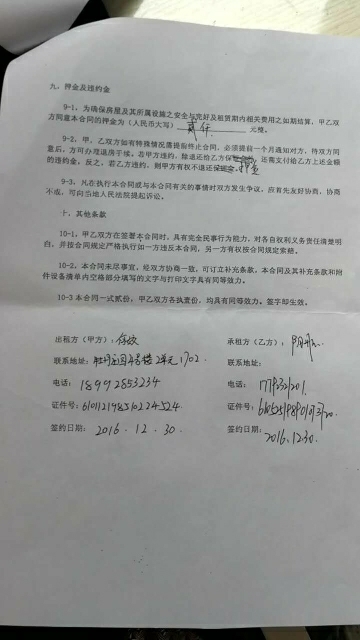 九、押金及违约金
9-1、为确保房屋及其所属设施之安全与完好及租赁期内相关费用之如期结算，甲乙双
方同意本合同的押金为（人民币大写）贰仟元整。
9-2、甲、乙双方如有特殊情况需提前终止合同，必须提前一个月通知对方，待双方同
意后，方可办理退房手续。若甲方违约，除退还给乙方保 押金 还需支付给乙方上述金额
的违约金，反之，若乙方违约，则甲方有权不退还保
9-3、凡在执行本合同或与本合同有关的事情时双方发生争议，应首先友好协商，协商
不成，可向当地人民法院提起诉讼。
十、其他条款
10-1、甲乙双方在签署本合同时，具有完全民事行为能力，对各自权利义务责任清楚明
白，并按合同规定严格执行如一方违反本合同，另一方有权按合同规定索赔。
10-2、本合同未尽事宜，经双方协商一致，可订立补充条款，本合同及其补充条款和附
件设备清单内空格部分填写的文字与打印文字具有同等效力。
10-3 本合同一式贰份，甲乙双方各执壹份，均具有同等效力。签字即生效。
出租方（甲方）： 承租方（乙方）：
联系地址：牡丹花园4号楼2单元1702 联系地址：
电话：18992853234 电话：
证件号：610121198510224524 证件号：
签约日期：2016.12.30. 签约日期：2016.12.30.